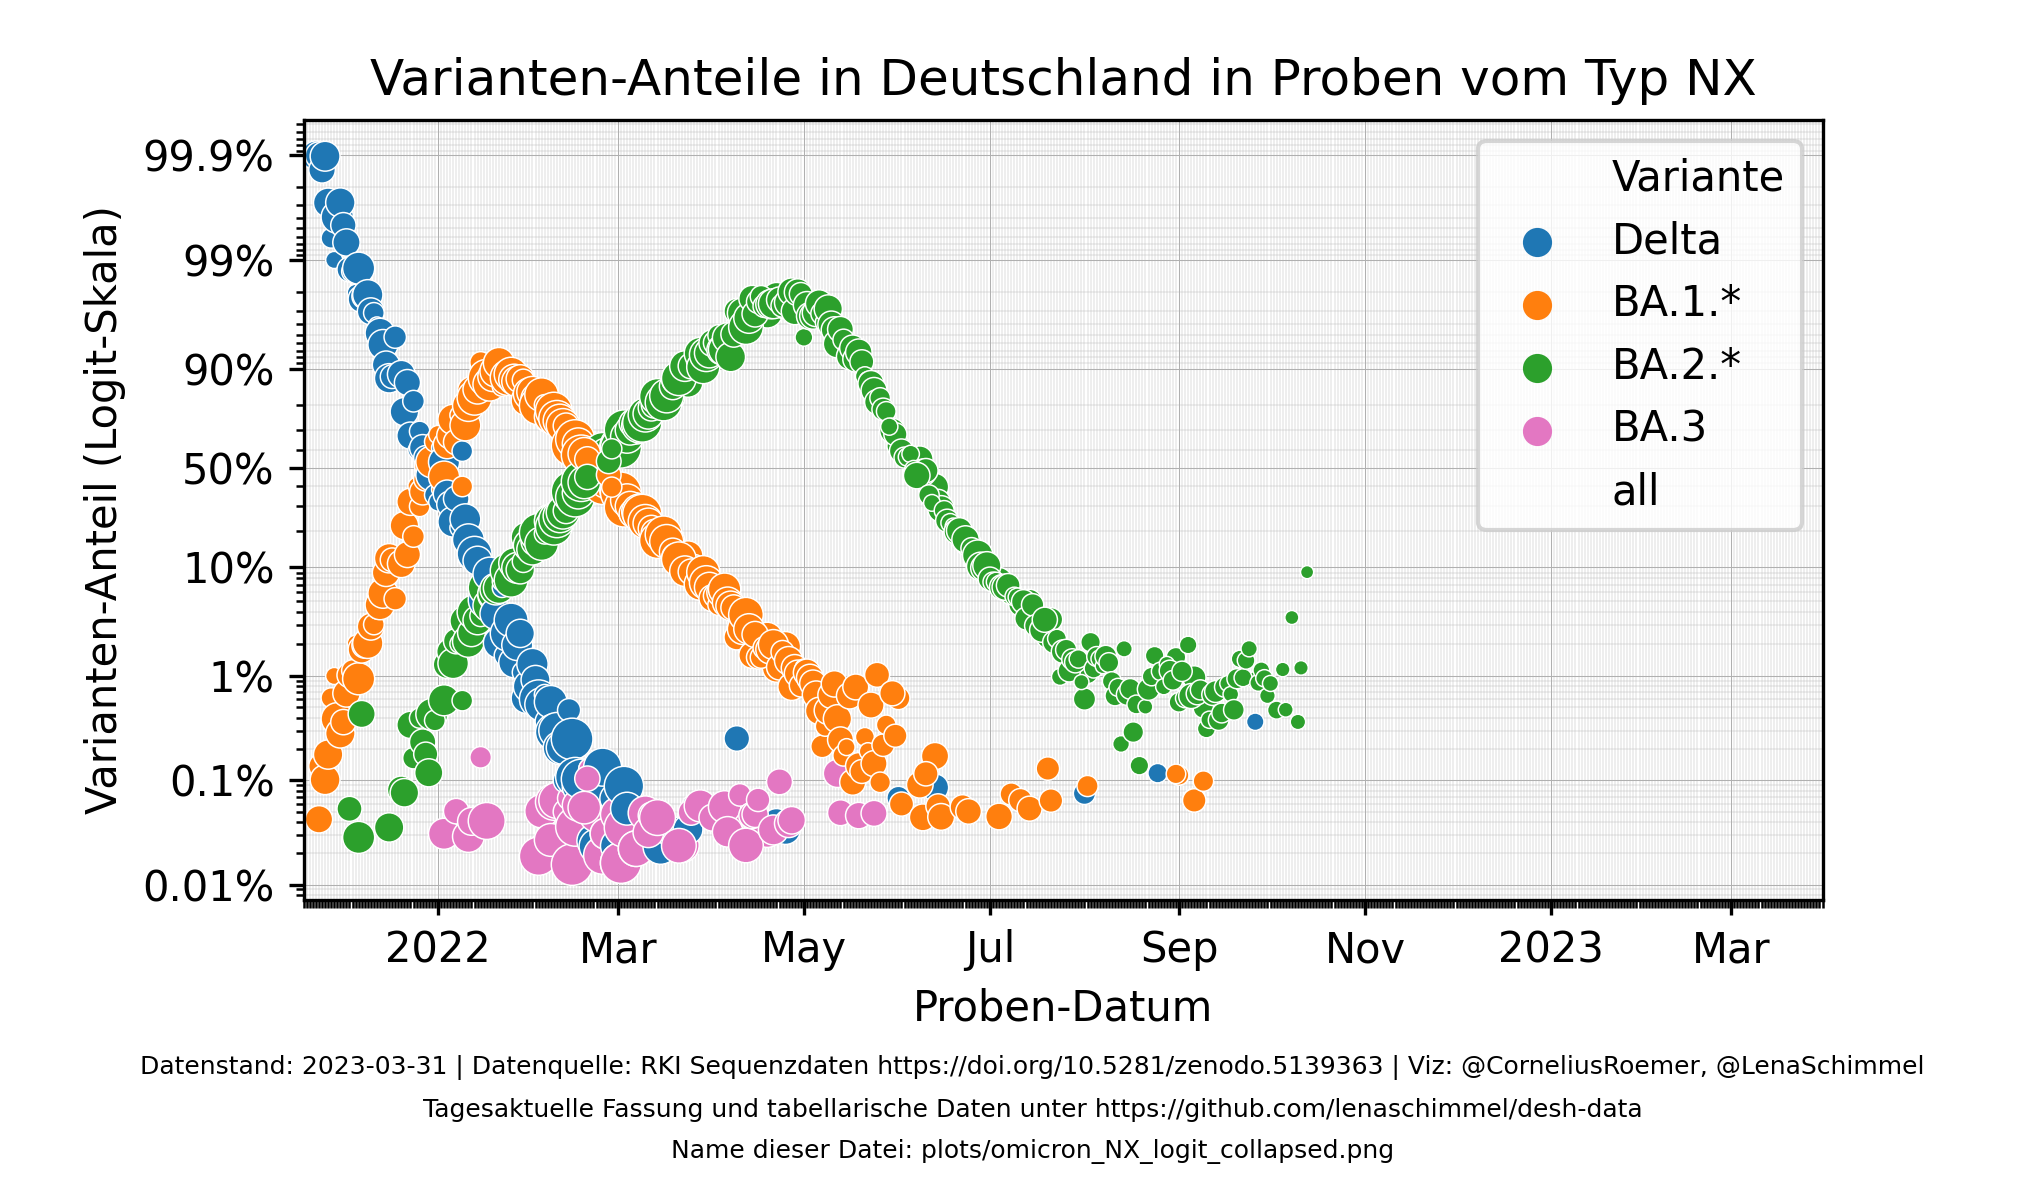 Varianten-Anteile in Deutschland in Proben vom Typ NX
Varianten-Anteil (Logit-Skala)
99.9%
99%
90%
50%
10%
1%
0.1%
0.01%
Variante
Delta
BA.1.*
BA.2.*
BA.3
all
2022 Mar May Jul Sep Nov 2023 Mar
Proben-Datum
Datenstand: 2023-03-31 | Datenquelle: RKI Sequenzdaten https://doi.org/10.5281/zenodo.5139363 | Viz: @CorneliusRoemer, @LenaSchimmel
Tagesaktuelle Fassung und tabellarische Daten unter https://github.com/lenaschimmel/desh-data
Name dieser Datei: plots/omicron_NX_logit_collapsed.png